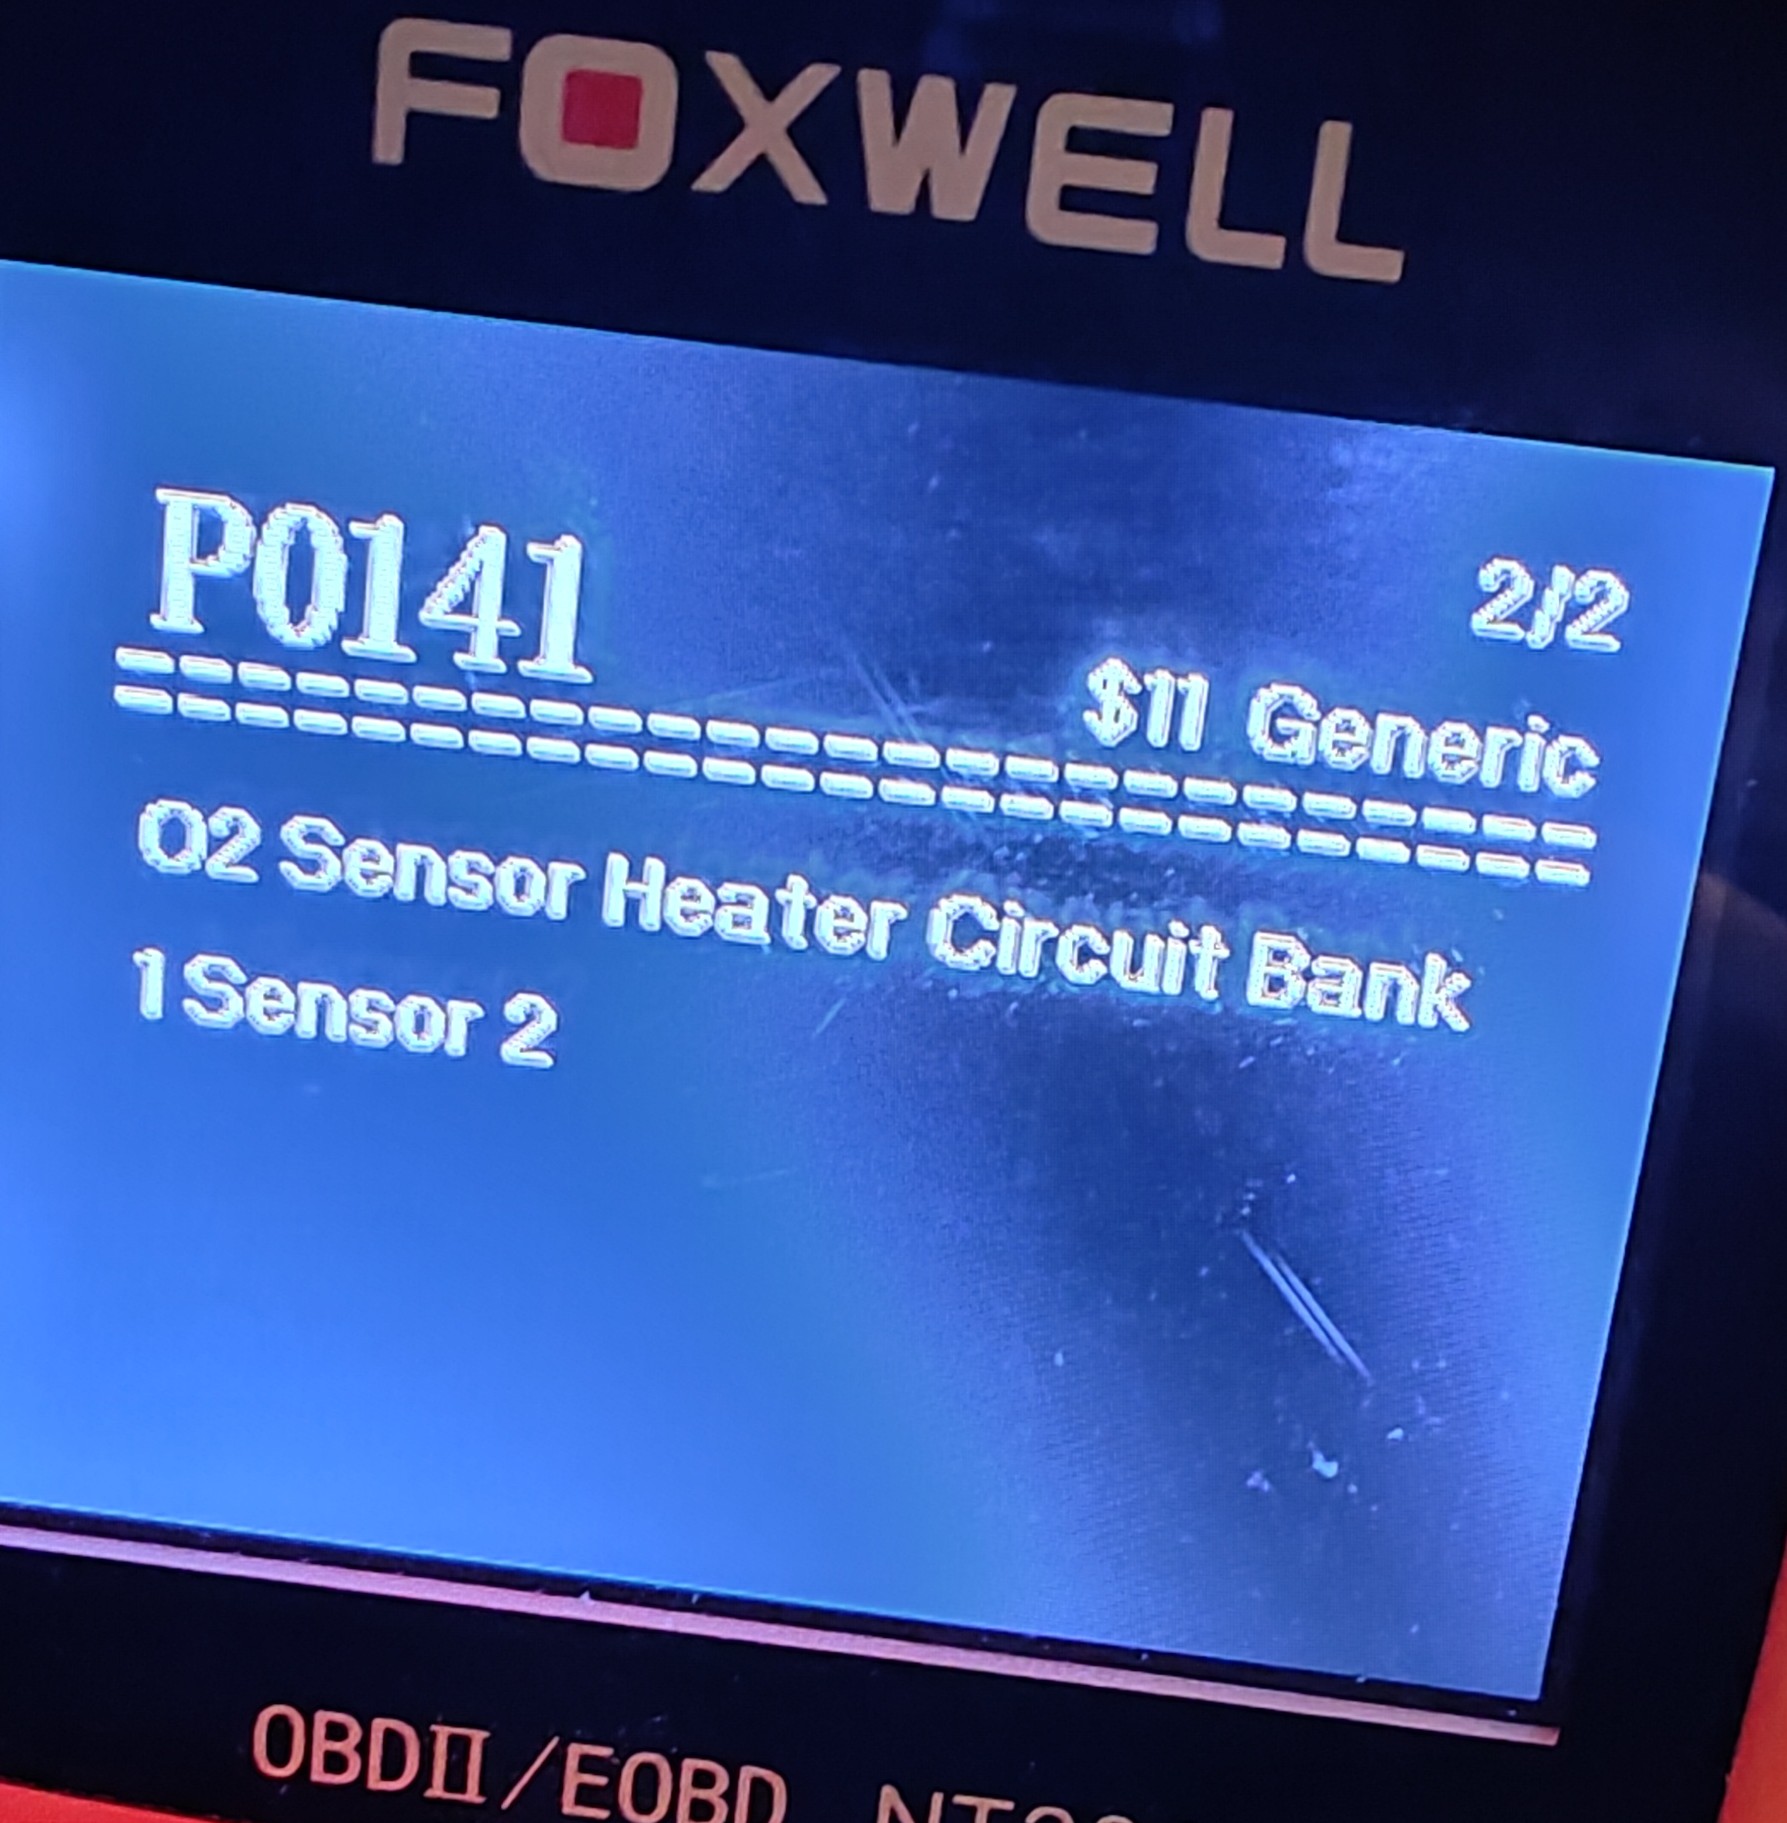 FOXWELL
P0141
2/2
$11 Generic
O2 Sensor Heater Circuit Bank
1 Sensor 2
OBDII/EOBD